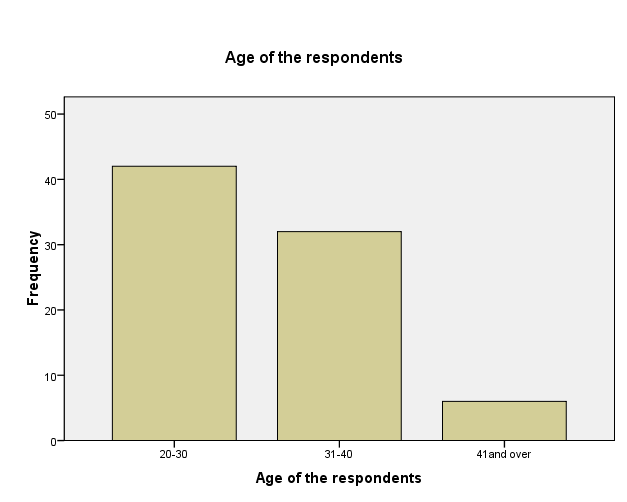 Age of the respondents
50
40
30
20
10
0
Frequency
20-30
31-40
41and over
Age of the respondents